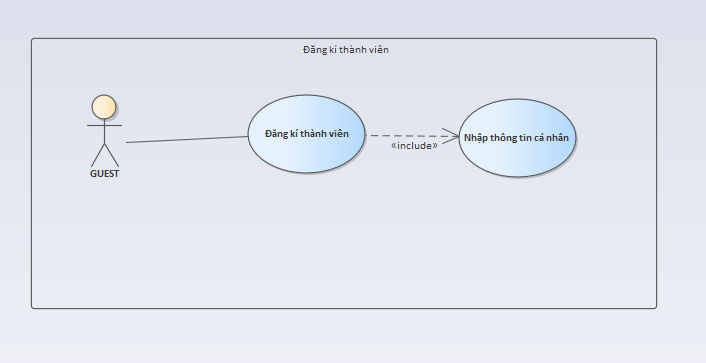 Đăng kí thành viên
Đăng kí thành viên
Nhập thông tin cá nhân
«include»
GUEST